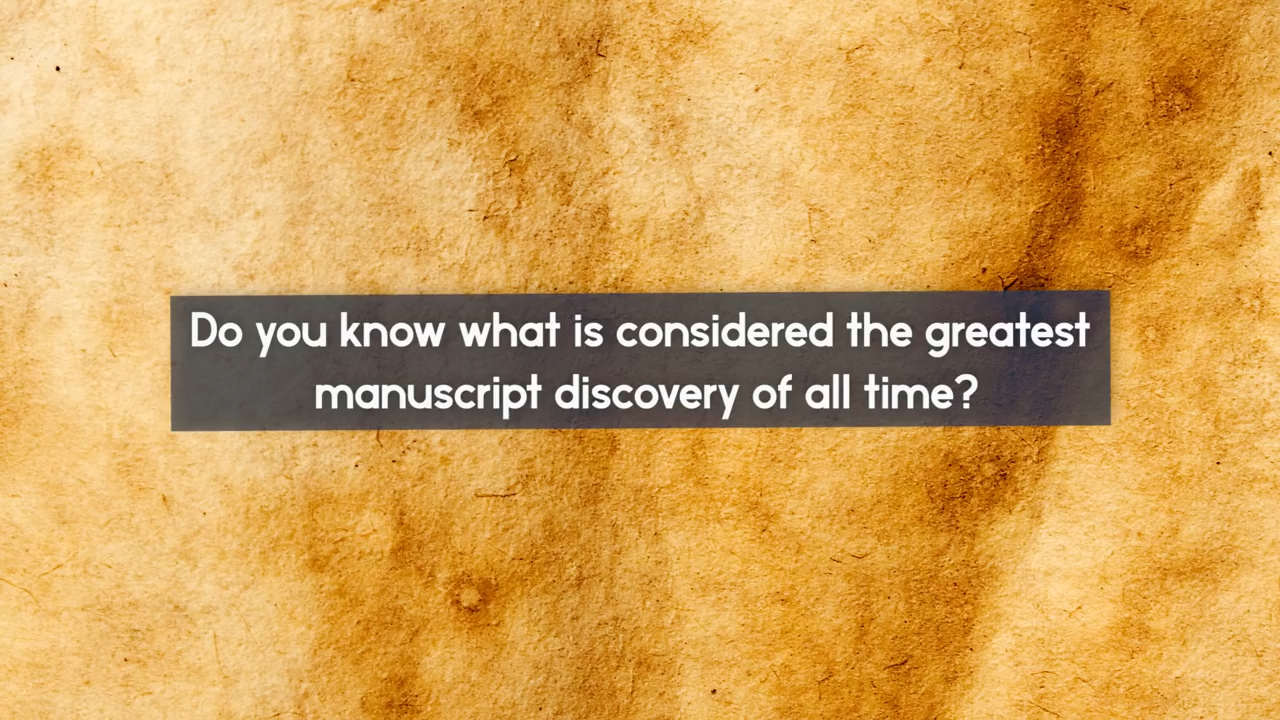 Do you know what is considered the greatest
manuscript discovery of all time?